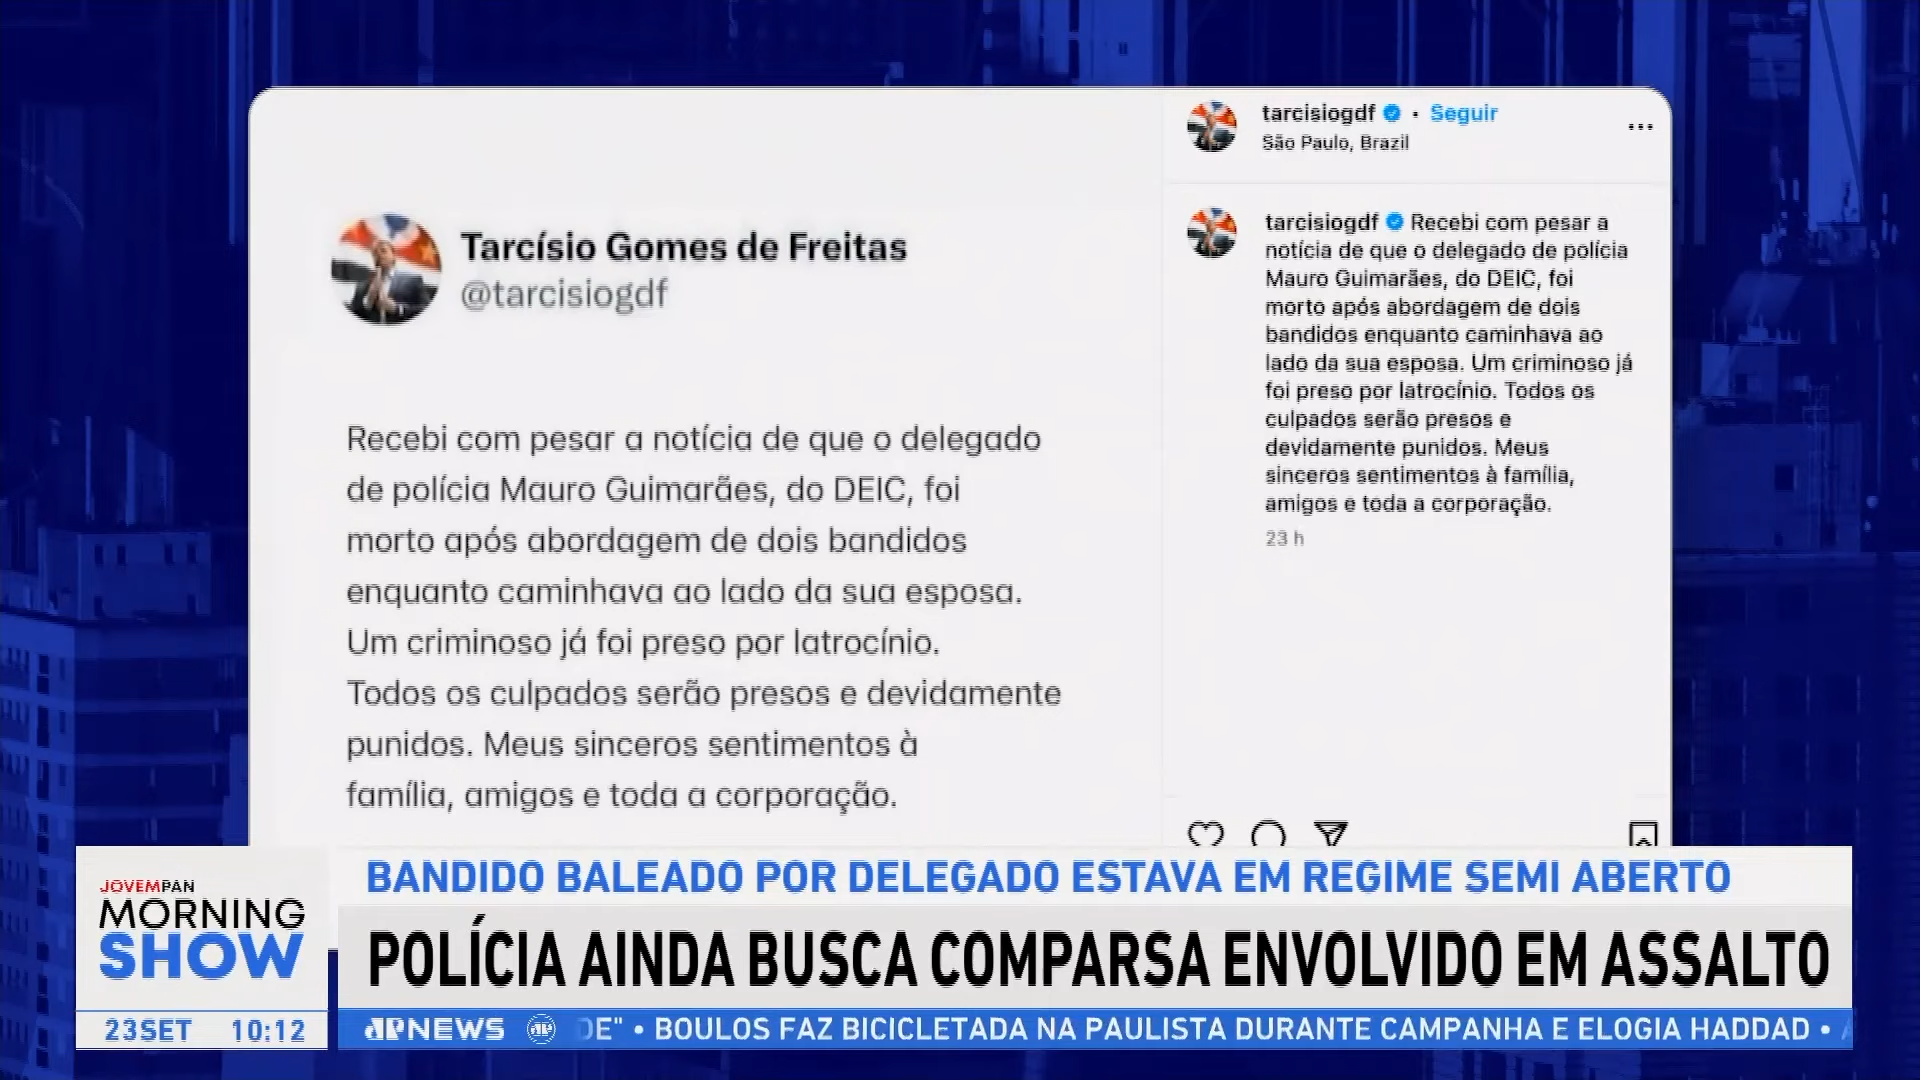 Tarcísio Gomes de Freitas
@tarcisiogdf
Recebi com pesar a notícia de que o delegado
de polícia Mauro Guimarães, do DEIC, foi
morto após abordagem de dois bandidos
enquanto caminhava ao lado da sua esposa.
Um criminoso já foi preso por latrocínio.
Todos os culpados serão presos e devidamente
punidos. Meus sinceros sentimentos à
família, amigos e toda a corporação.
tarcisiogdf • Seguir
São Paulo, Brazil
tarcisiogdf Recebi com pesar a
notícia de que o delegado de polícia
Mauro Guimarães, do DEIC, foi
morto após abordagem de dois
bandidos enquanto caminhava ao
lado da sua esposa. Um criminoso já
foi preso por latrocínio. Todos os
culpados serão presos e
devidamente punidos. Meus
sinceros sentimentos à família,
amigos e toda a corporação.
23 h
BANDIDO BALEADO POR DELEGADO ESTAVA EM REGIME SEMI ABERTO
POLÍCIA AINDA BUSCA COMPARSA ENVOLVIDO EM ASSALTO
JOVEMPAN
MORNING
SHOW
23SET 10:12
JP NEWS DE" • BOULOS FAZ BICICLETADA NA PAULISTA DURANTE CAMPANHA E ELOGIA HADDAD •